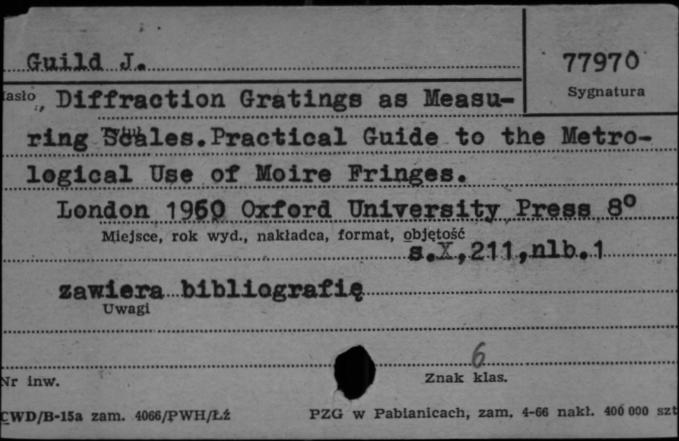 Guild J.
77970
Sygnatura
Hasło
Diffraction Gratings as Measu-
ring Scales. Practical Guide to the Metro-
logical Use of Moire Fringes.
London 1960 Oxford University Press 8°
Miejsce, rok wyd., nakładca, format, objętość
s.X,211,nlb.1
zawiera bibliografię
Uwagi
6
Nr inw.
Znak klas.
CWD/B-15a zam. 4066/PWH/Łź
PZG w Pabianicach, zam. 4-66 nakł. 400 000 szt